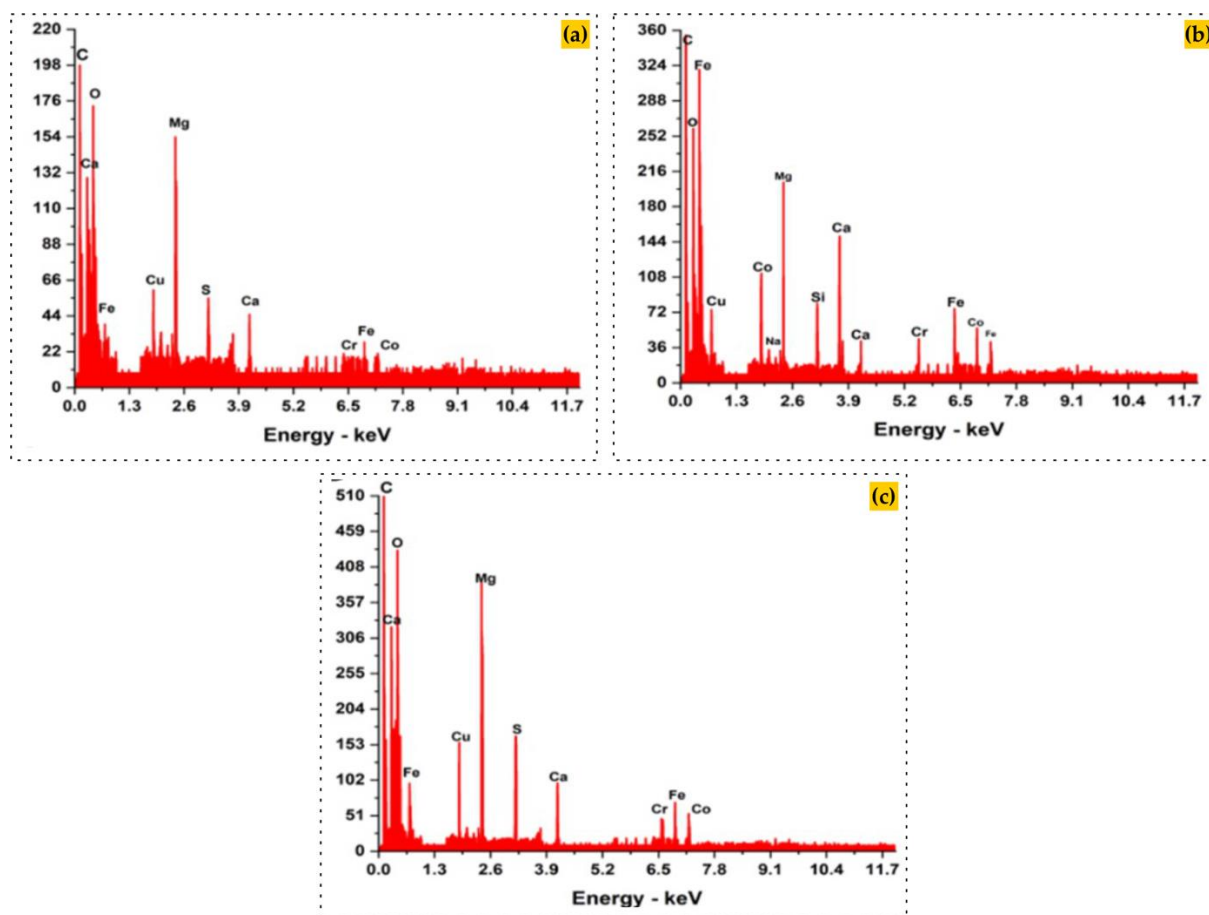 (a)
220
198
176
154
132
110
88
66
44
22
0
C
O
Ca
Fe
Cu
Mg
S
Ca
Cr
Fe
Co
0.0 1.3 2.6 3.9 5.2 6.5 7.8 9.1 10.4 11.7
Energy - keV
(b)
360
324
288
252
216
180
144
108
72
36
0
C
Fe
O
Cu
Co
Na
Mg
Si
Ca
Ca
Cr
Fe
Co
Fe
0.0 1.3 2.6 3.9 5.2 6.5 7.8 9.1 10.4 11.7
Energy - keV
(c)
510
459
408
357
306
255
204
153
102
51
0
C
O
Ca
Fe
Cu
Mg
S
Ca
Cr
Fe
Co
0.0 1.3 2.6 3.9 5.2 6.5 7.8 9.1 10.4 11.7
Energy - keV